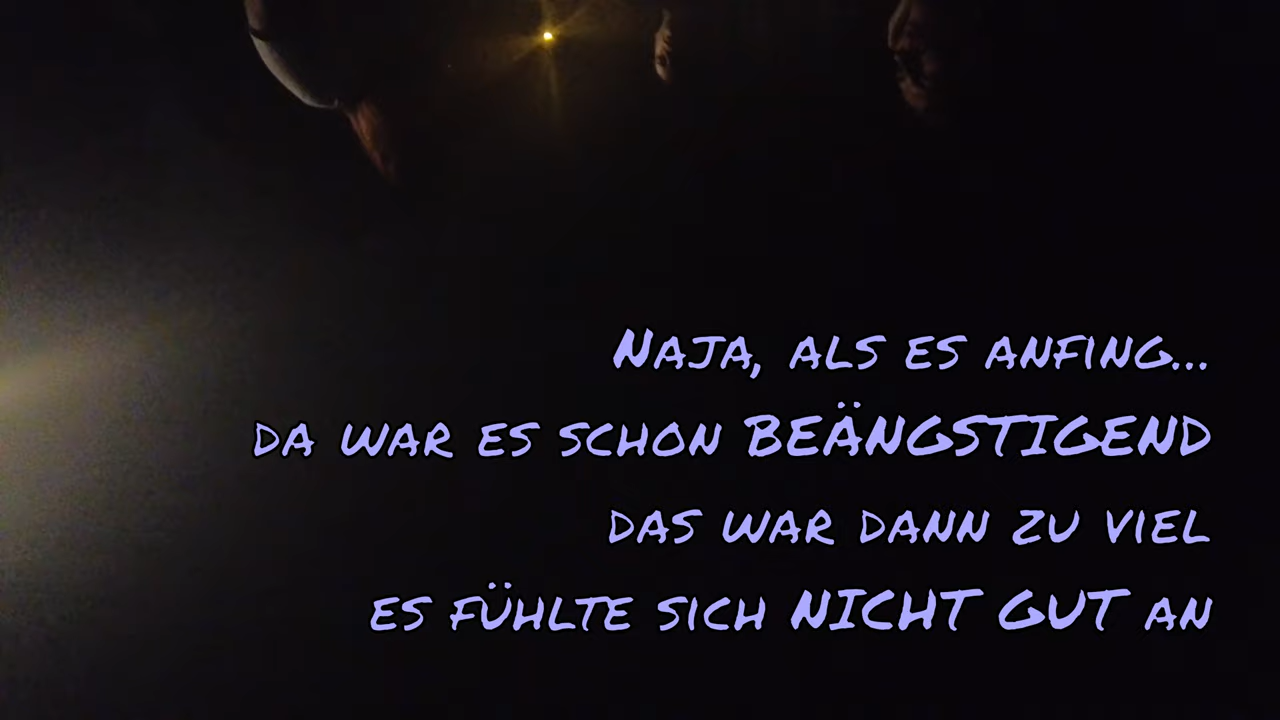 Naja, als es anfing...
da war es schon BEÄNGSTIGEND
das war dann zu viel
es fühlte sich NICHT GUT an